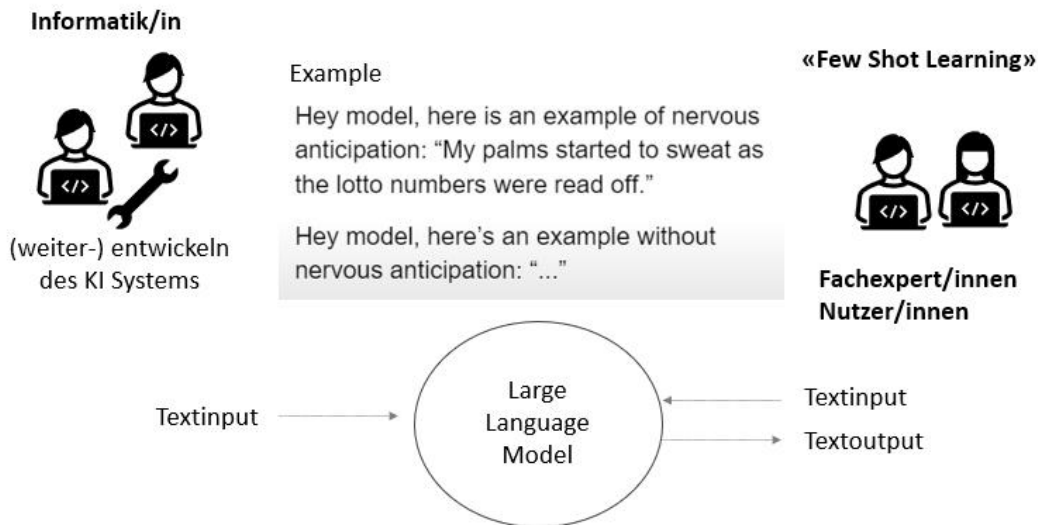 Informatik/in
</>
</>
(weiter-) entwickeln
des KI Systems
Example
Hey model, here is an example of nervous
anticipation: “My palms started to sweat as
the lotto numbers were read off.”
Hey model, here’s an example without
nervous anticipation: “...”
«Few Shot Learning»
</>
</>
Fachexpert/innen
Nutzer/innen
Textinput
Large
Language
Model
Textinput
Textoutput